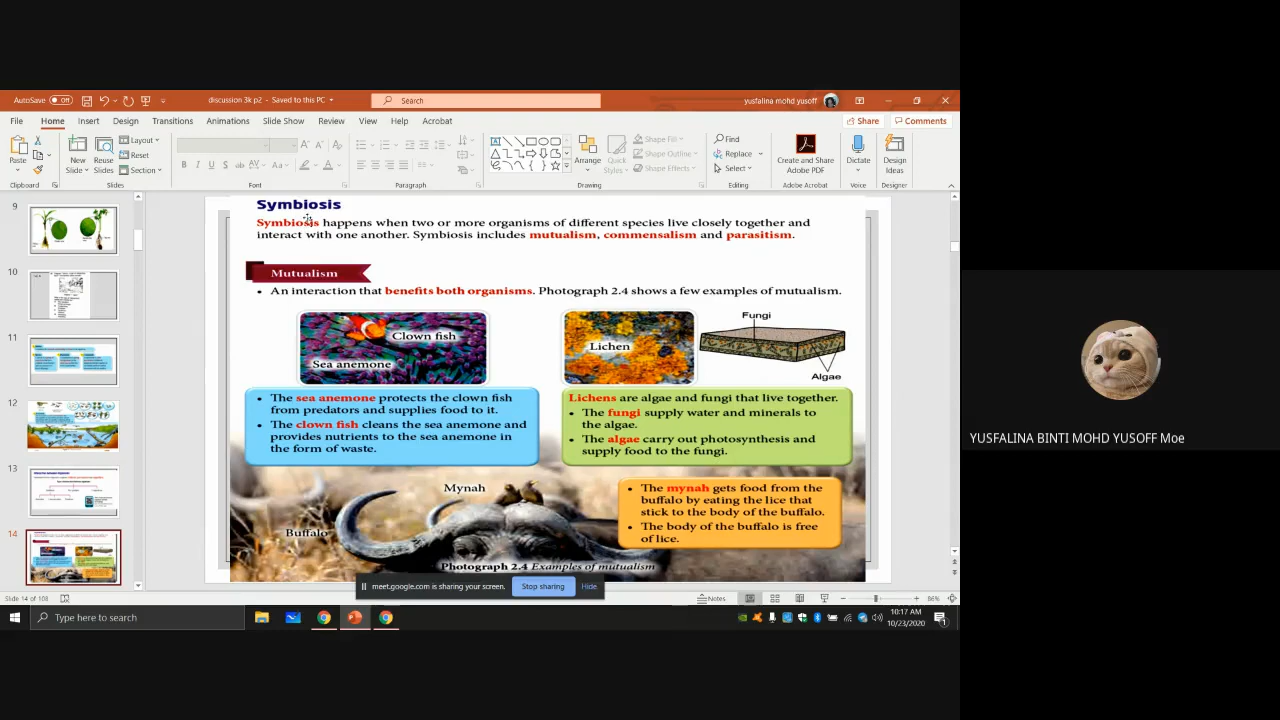 AutoSave Off
discussion 3k p2 - Saved to this PC
Search
yusfalina mohd yusoff
File Home Insert Design Transitions Animations Slide Show Review View Help Acrobat
Share Comments
Paste
New Slide
Reuse Slides
Layout
Reset
Section
Arrange
Quick Styles
Shape Fill
Shape Outline
Shape Effects
Find
Replace
Select
Create and Share Adobe PDF
Dictate
Design Ideas
Clipboard Slides Font Paragraph Drawing Editing Adobe Acrobat Voice Designer
9
10
11
12
13
14
Symbiosis
Symbiosis happens when two or more organisms of different species live closely together and
interact with one another. Symbiosis includes mutualism, commensalism and parasitism.
Mutualism
• An interaction that benefits both organisms. Photograph 2.4 shows a few examples of mutualism.
Clown fish
Sea anemone
Lichen
Fungi
Algae
• The sea anemone protects the clown fish
from predators and supplies food to it.
• The clown fish cleans the sea anemone and
provides nutrients to the sea anemone in
the form of waste.
Lichens are algae and fungi that live together.
• The fungi supply water and minerals to
the algae.
• The algae carry out photosynthesis and
supply food to the fungi.
Mynah
Buffalo
• The mynah gets food from the
buffalo by eating the lice that
stick to the body of the buffalo.
• The body of the buffalo is free
of lice.
Photograph 2.4 Examples of mutualism
meet.google.com is sharing your screen. Stop sharing Hide
Slide 14 of 108
Notes
86%
Type here to search
10:17 AM
10/23/2020
YUSFALINA BINTI MOHD YUSOFF Moe